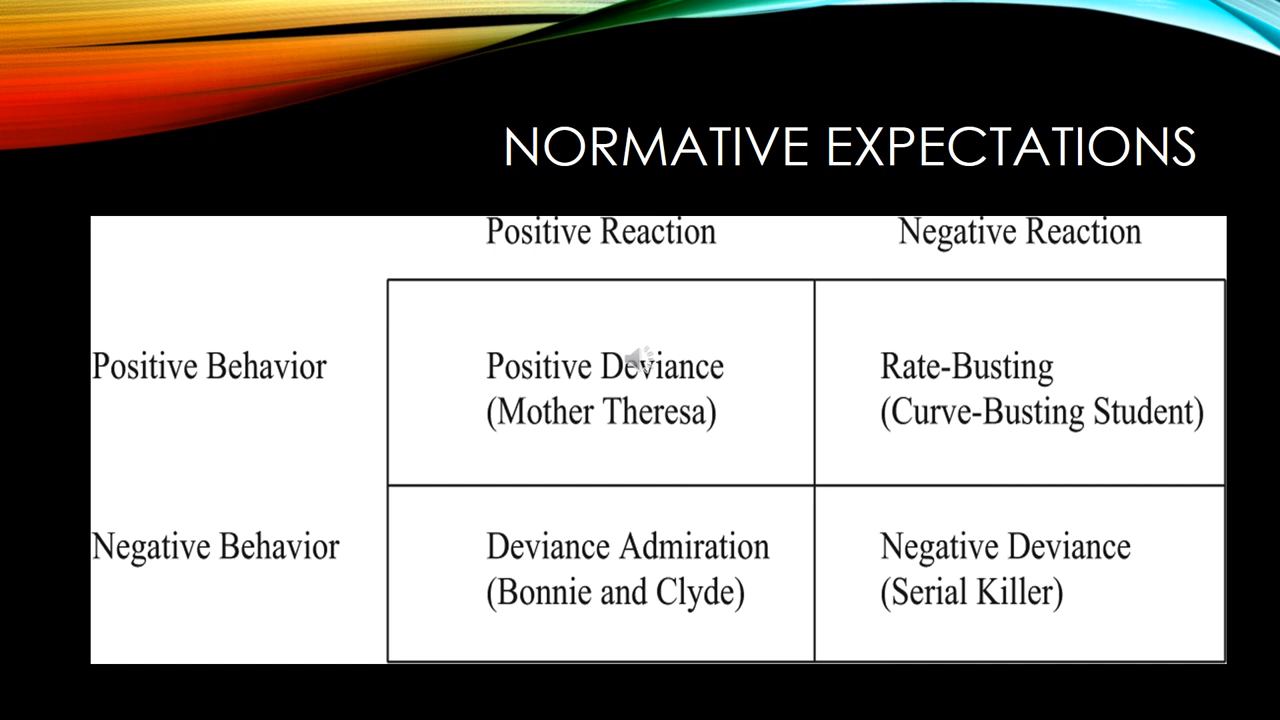 NORMATIVE EXPECTATIONS
Positive Reaction Negative Reaction
Positive Behavior Positive Deviance Rate-Busting
(Mother Theresa) (Curve-Busting Student)
Negative Behavior Deviance Admiration Negative Deviance
(Bonnie and Clyde) (Serial Killer)